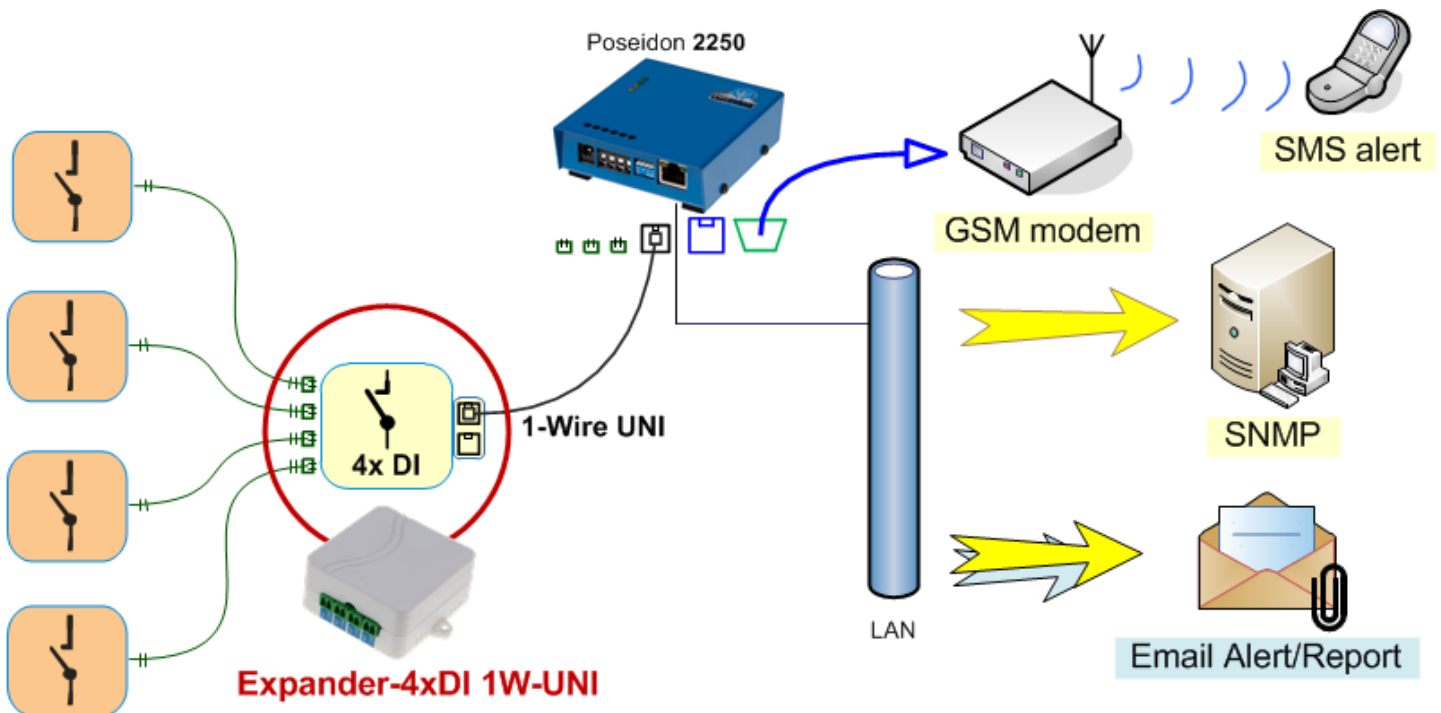 Poseidon 2250
SMS alert
GSM modem
1-Wire UNI
4x DI
SNMP
LAN
Email Alert/Report
Expander-4xDI 1W-UNI